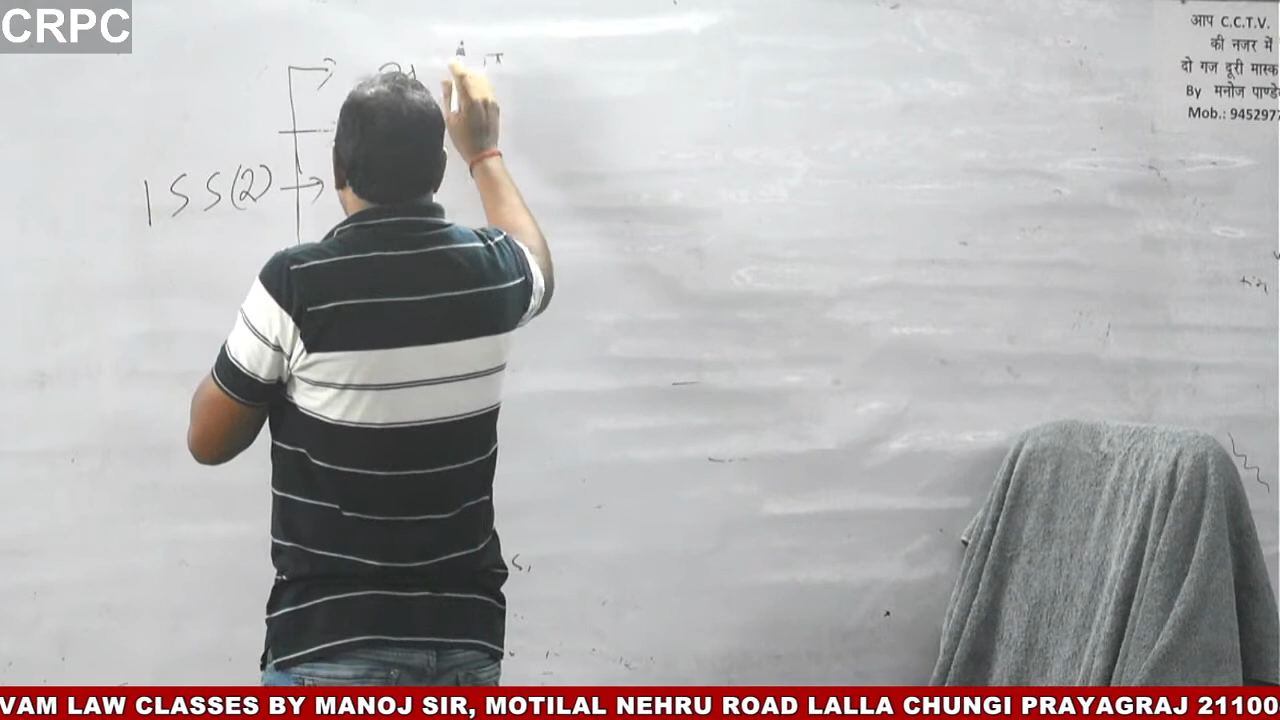 CRPC
आप C.C.T.V.
की नजर में
दो गज दूरी मास्क
By मनोज पाण्डे
Mob.: 9452977
155(2)
VAM LAW CLASSES BY MANOJ SIR, MOTILAL NEHRU ROAD LALLA CHUNGI PRAYAGRAJ 21100